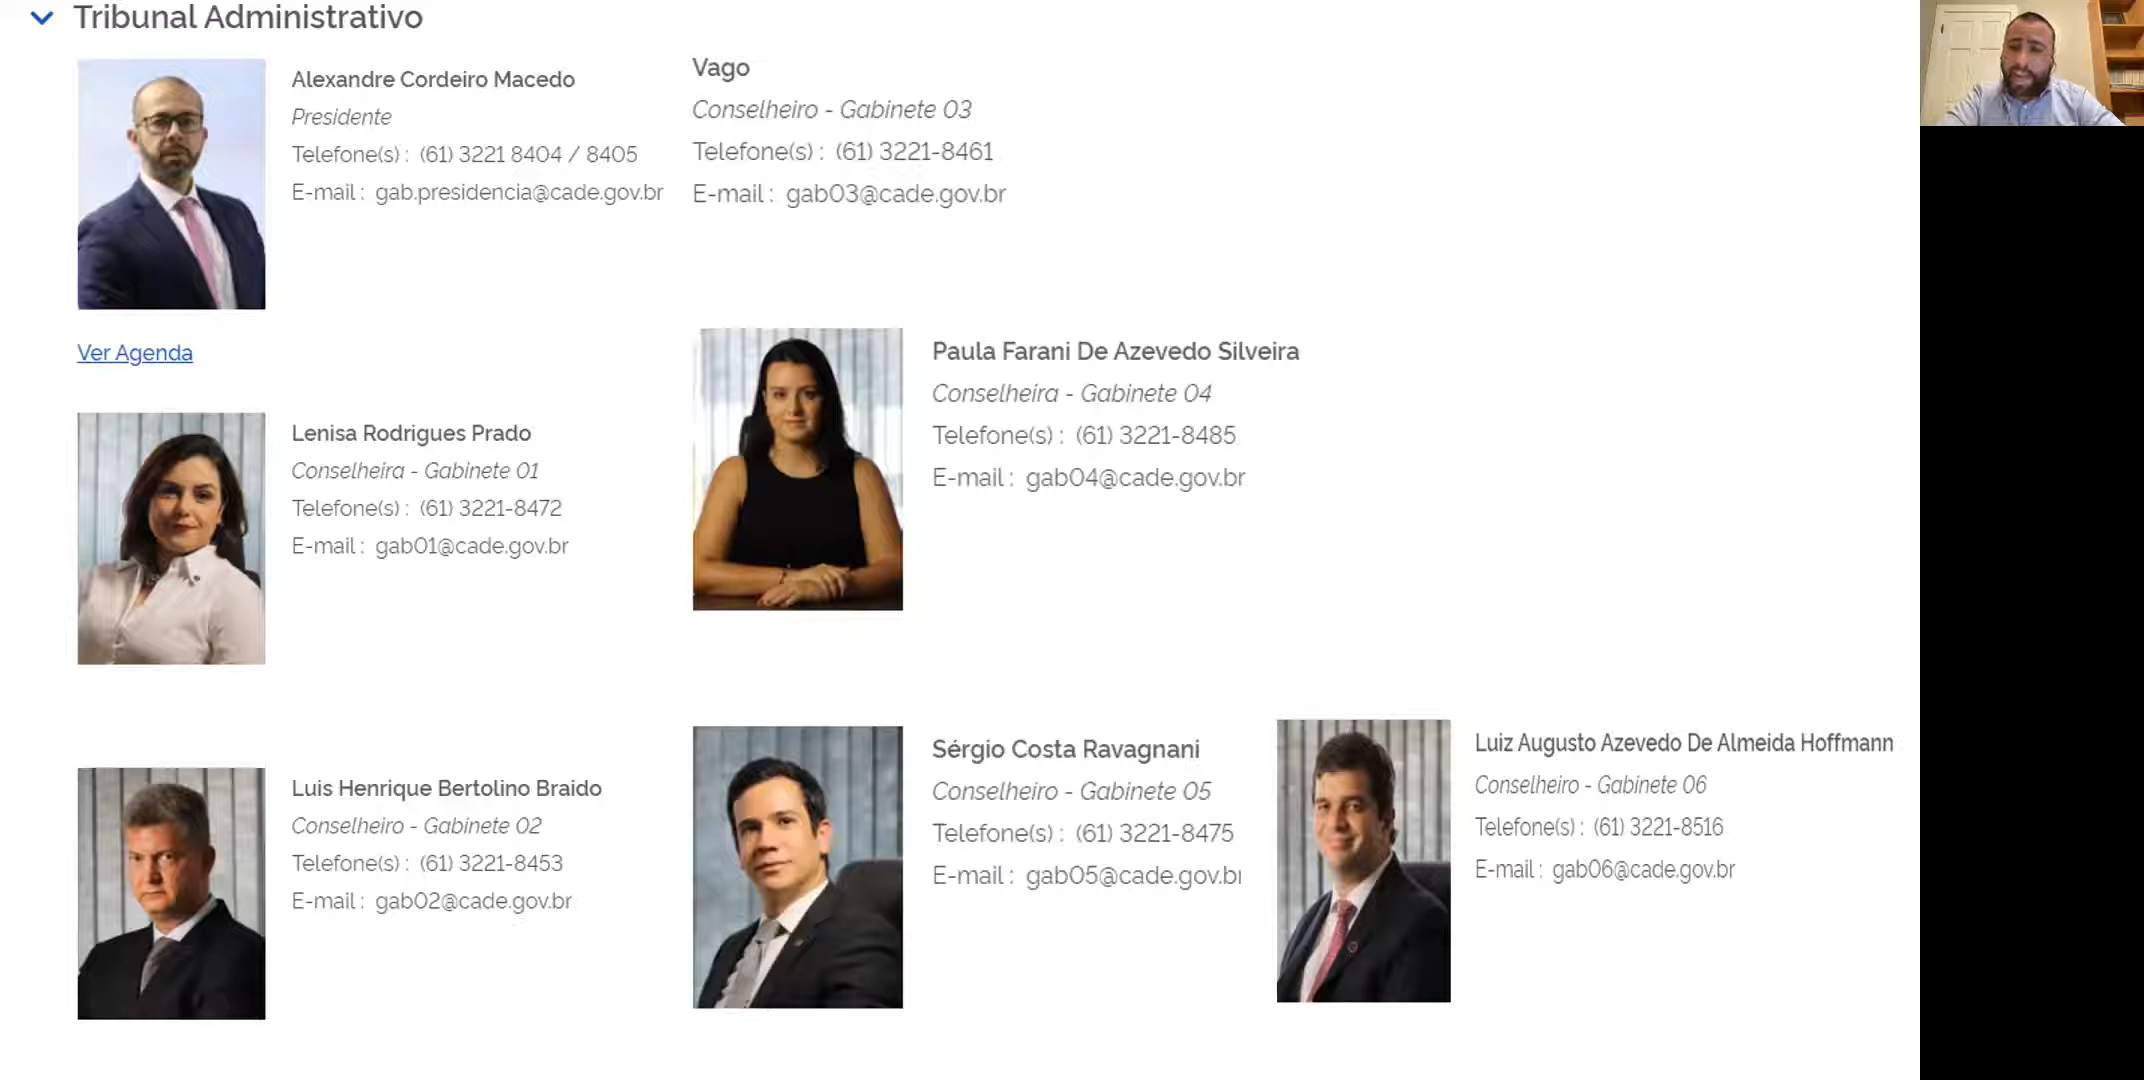 Tribunal Administrativo
Alexandre Cordeiro Macedo
Presidente
Telefone(s) : (61) 3221 8404 / 8405
E-mail : gab.presidencia@cade.gov.br
Ver Agenda
Lenisa Rodrigues Prado
Conselheira - Gabinete 01
Telefone(s) : (61) 3221-8472
E-mail : gab01@cade.gov.br
Luis Henrique Bertolino Braido
Conselheiro - Gabinete 02
Telefone(s) : (61) 3221-8453
E-mail : gab02@cade.gov.br
Vago
Conselheiro - Gabinete 03
Telefone(s) : (61) 3221-8461
E-mail : gab03@cade.gov.br
Paula Farani De Azevedo Silveira
Conselheira - Gabinete 04
Telefone(s) : (61) 3221-8485
E-mail : gab04@cade.gov.br
Sérgio Costa Ravagnani
Conselheiro - Gabinete 05
Telefone(s) : (61) 3221-8475
E-mail : gab05@cade.gov.br
Luiz Augusto Azevedo De Almeida Hoffmann
Conselheiro - Gabinete 06
Telefone(s) : (61) 3221-8516
E-mail : gab06@cade.gov.br